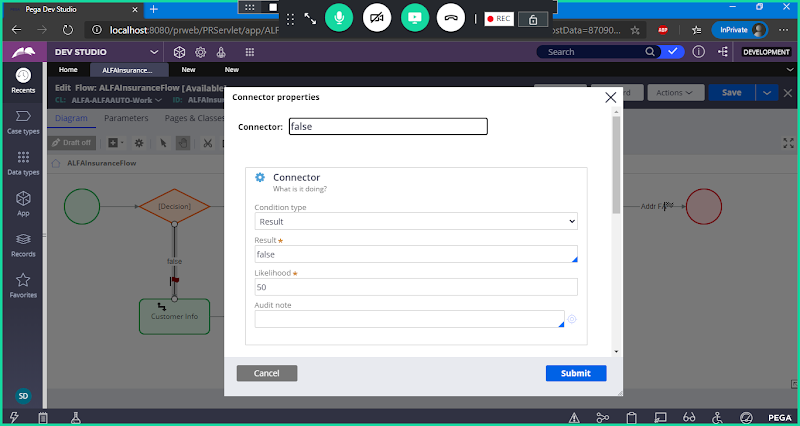 Pega Dev Studio
localhost:8080/prweb/PRServlet/app/ALF
REC
ostData=87090...
ABP
InPrivate
DEV STUDIO
Search
DEVELOPMENT
Recents
Home
ALFAInsurance...
New
New
Edit Flow: ALFAInsuranceFlow [Available
CL: ALFA-ALFAAUTO-Work
ID: ALFAIns
Actions
Save
Diagram
Parameters
Pages & Classes
Draft off
ALFAInsuranceFlow
Case types
Data types
App
Records
Favorites
SD
[Decision]
false
Customer Info
Addr FA
Connector properties
Connector:
false
Connector
What is it doing?
Condition type
Result
Result★
false
Likelihood★
50
Audit note
Cancel
Submit
PEGA